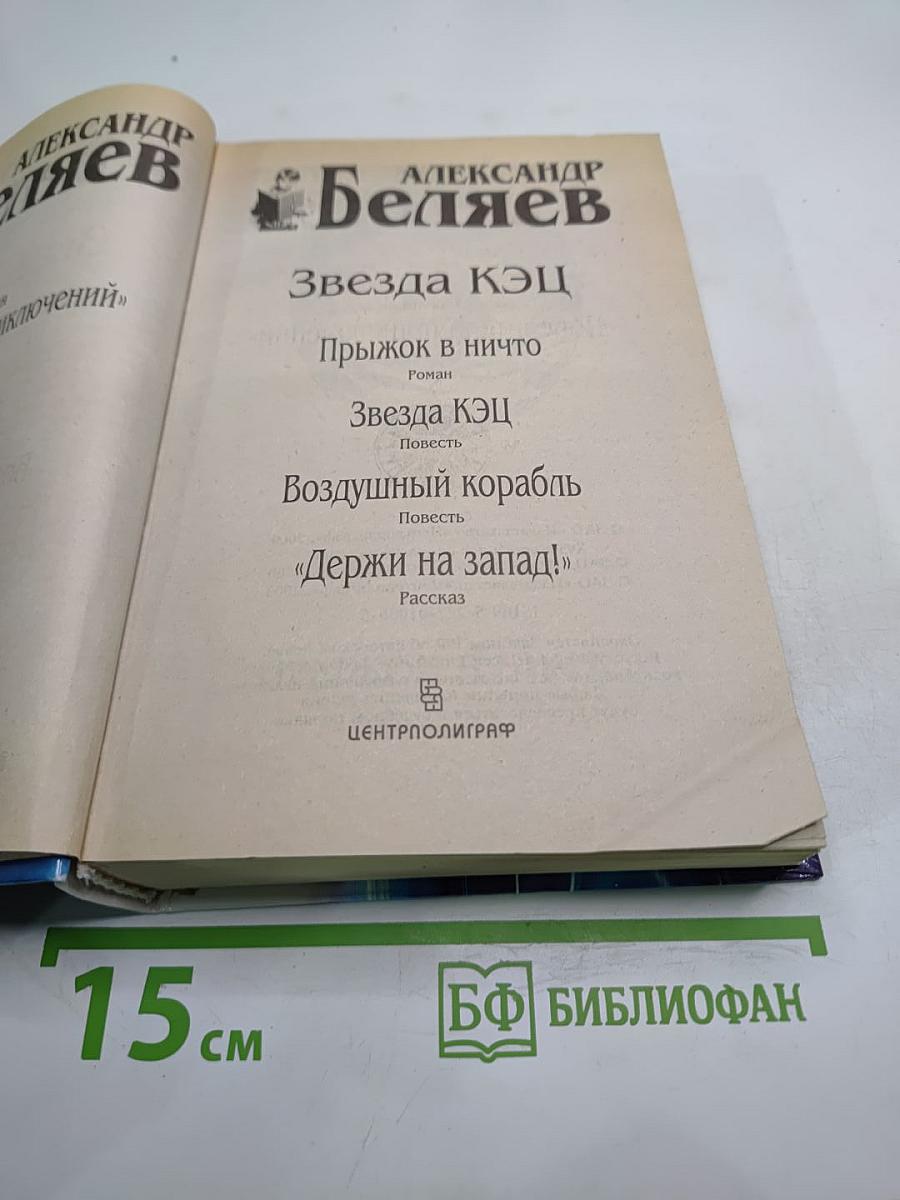 АЛЕКСАНДР
Беляев
иключений»
АЛЕКСАНДР
Беляев
Звезда КЭЦ
Прыжок в ничто
Роман
Звезда КЭЦ
Повесть
Воздушный корабль
Повесть
«Держи на запад!»
Рассказ
ЦЕНТРПОЛИГРАФ
15 см
БФ БИБЛИОФАН